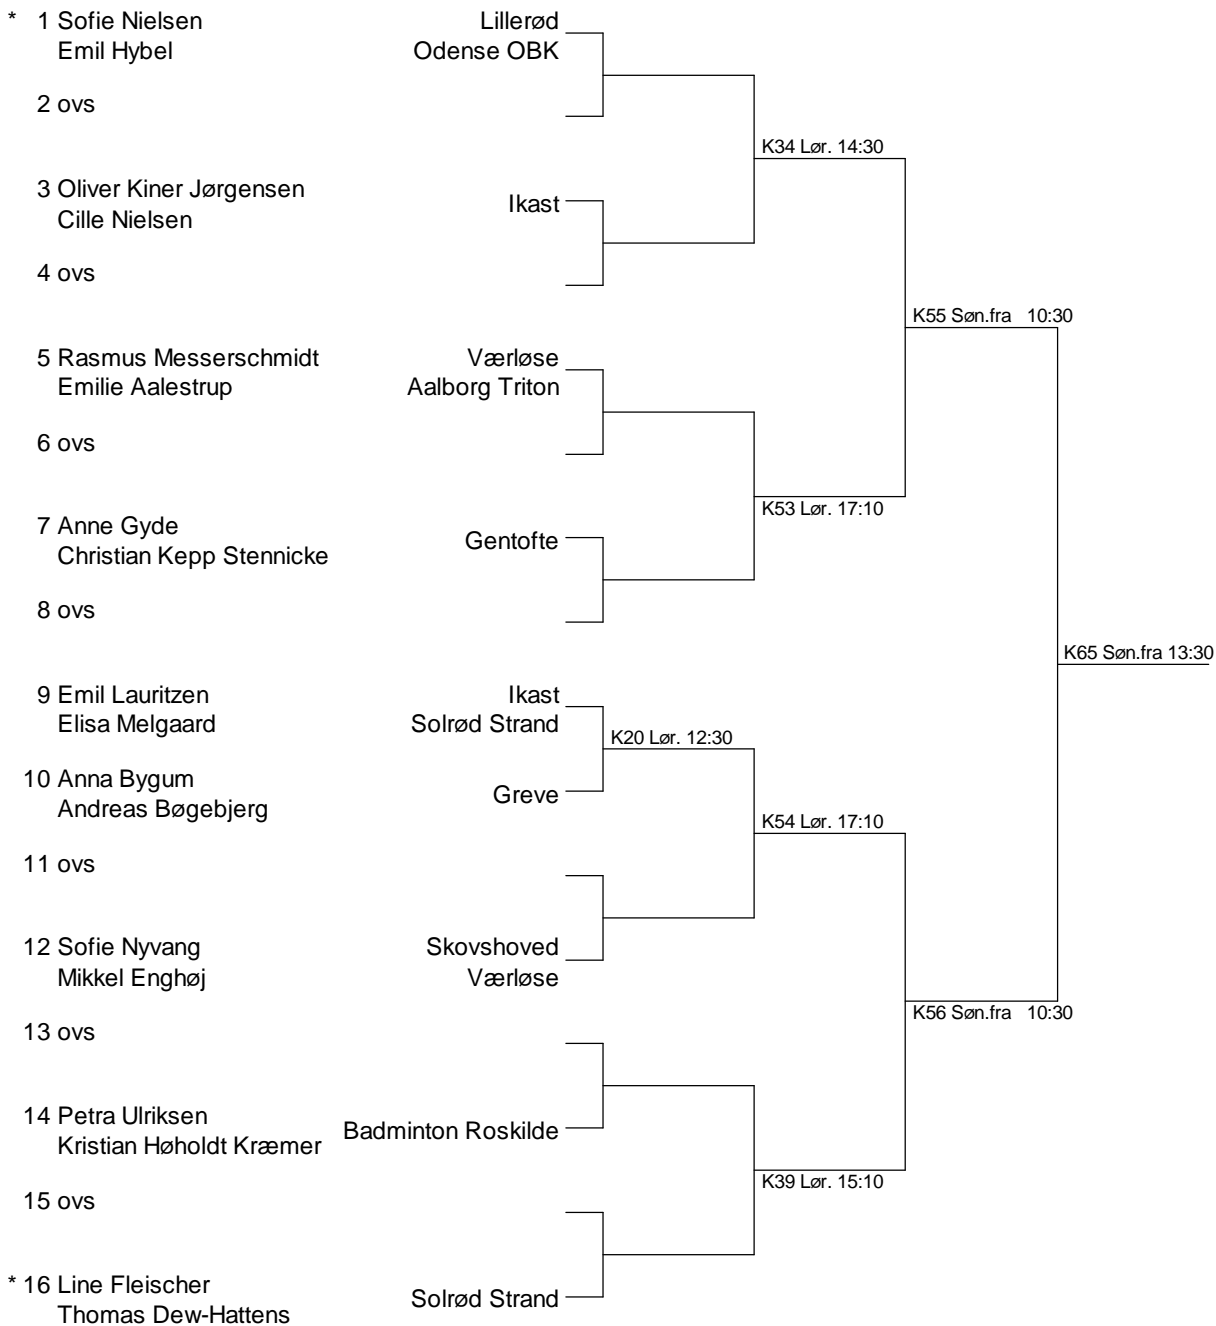 * 1 Sofie Nielsen Lillerød
Emil Hybel Odense OBK
2 ovs
K34 Lør. 14:30
3 Oliver Kiner Jørgensen Ikast
Cille Nielsen
4 ovs
K55 Søn.fra 10:30
5 Rasmus Messerschmidt Værløse
Emilie Aalestrup Aalborg Triton
6 ovs
K53 Lør. 17:10
7 Anne Gyde Gentofte
Christian Kepp Stennicke
8 ovs
K65 Søn.fra 13:30
9 Emil Lauritzen Ikast
Elisa Melgaard Solrød Strand
K20 Lør. 12:30
10 Anna Bygum Greve
Andreas Bøgebjerg
K54 Lør. 17:10
11 ovs
12 Sofie Nyvang Skovshoved
Mikkel Enghøj Værløse
K56 Søn.fra 10:30
13 ovs
14 Petra Ulriksen Badminton Roskilde
Kristian Høholdt Kræmer
K39 Lør. 15:10
15 ovs
* 16 Line Fleischer Solrød Strand
Thomas Dew-Hattens